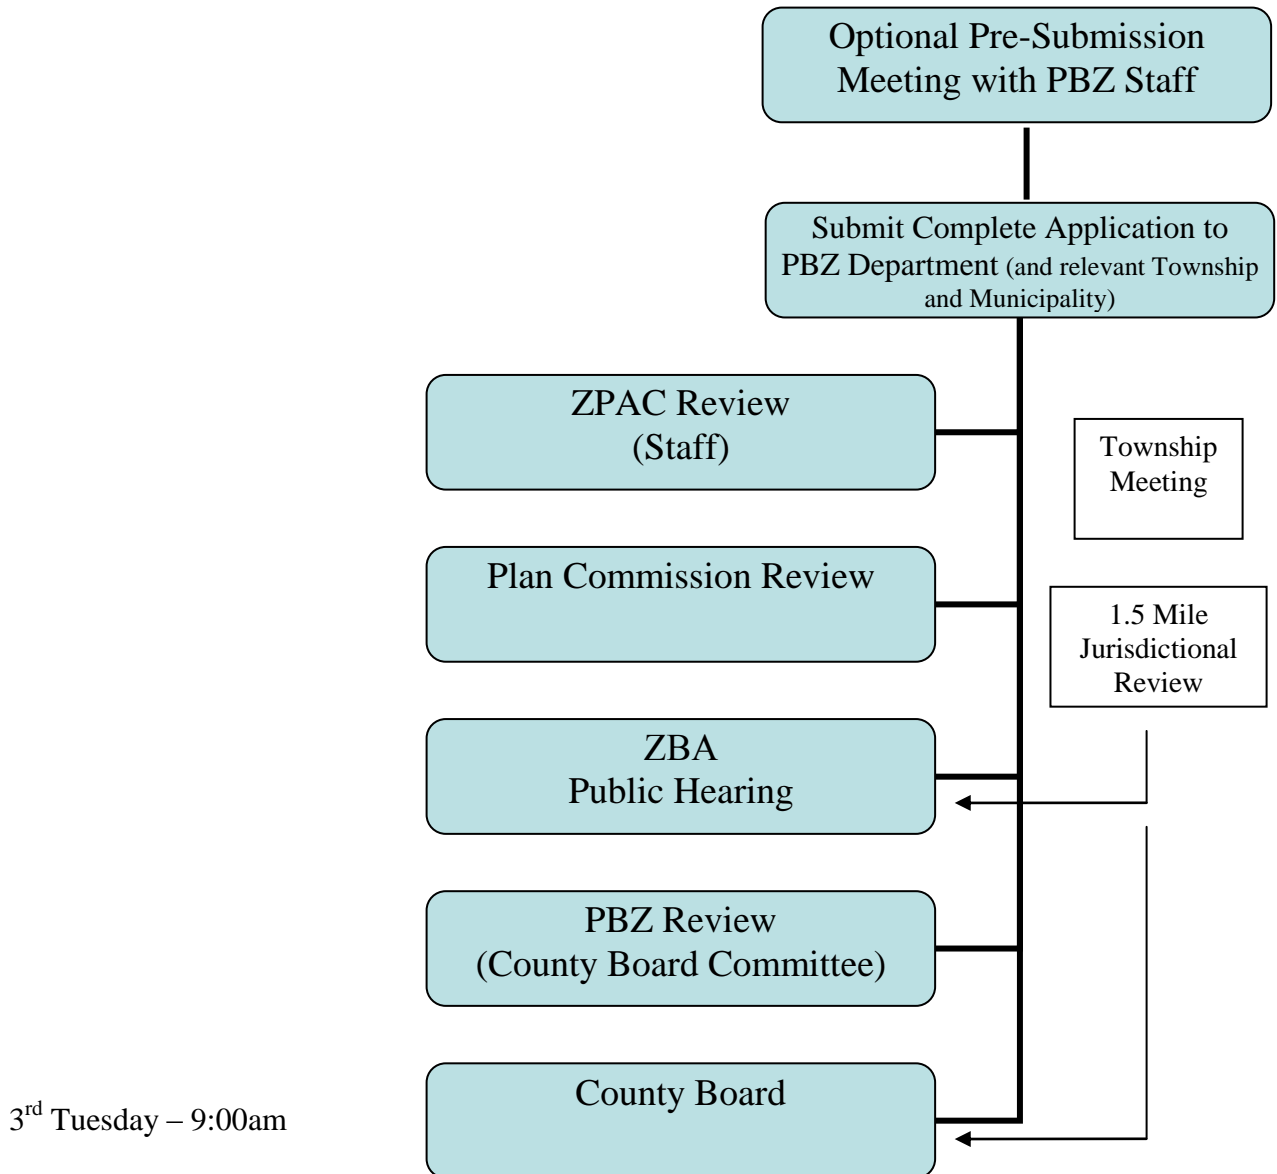 Optional Pre-Submission
Meeting with PBZ Staff
Submit Complete Application to
PBZ Department (and relevant Township
and Municipality)
ZPAC Review
(Staff)
Township
Meeting
Plan Commission Review
1.5 Mile
Jurisdictional
Review
ZBA
Public Hearing
PBZ Review
(County Board Committee)
County Board
3rd Tuesday – 9:00am